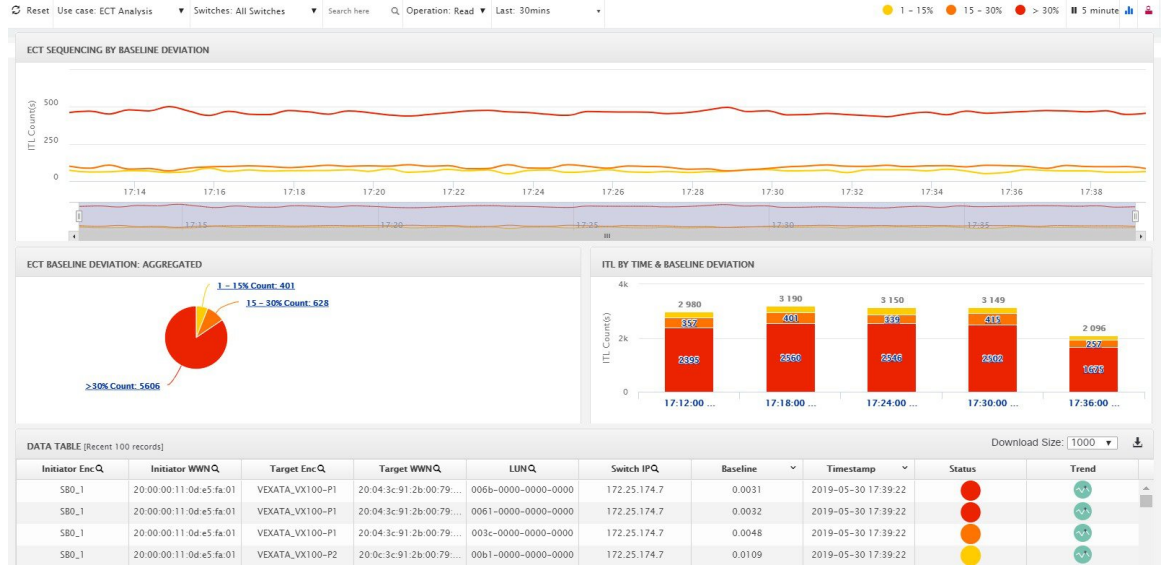 Reset Use case: ECT Analysis Switches: All Switches Search here Operation: Read Last: 30mins 1 - 15% 15 - 30% > 30% 5 minute
ECT SEQUENCING BY BASELINE DEVIATION
ITL Count(s)
500
250
0
17:14 17:16 17:18 17:20 17:22 17:24 17:26 17:28 17:30 17:32 17:34 17:36 17:38
17:15 17:20 17:25 17:30 17:35
ECT BASELINE DEVIATION: AGGREGATED
1 - 15% Count: 401
15 - 30% Count: 628
>30% Count: 5606
ITL BY TIME & BASELINE DEVIATION
ITL Count(s)
4k
2k
0
2 980 3 190 3 150 3 149 2 096
357 401 339 415 257
2395 2560 2546 2502 1675
17:12:00 ... 17:18:00 ... 17:24:00 ... 17:30:00 ... 17:36:00 ...
DATA TABLE [Recent 100 records] Download Size: 1000
Initiator Enc Initiator WWN Target Enc Target WWN LUN Switch IP Baseline Timestamp Status Trend
SB0_1 20:00:00:11:0d:e5:fa:01 VEXATA_VX100-P1 20:04:3c:91:2b:00:79:... 006b-0000-0000-0000 172.25.174.7 0.0031 2019-05-30 17:39:22
SB0_1 20:00:00:11:0d:e5:fa:01 VEXATA_VX100-P1 20:04:3c:91:2b:00:79:... 0061-0000-0000-0000 172.25.174.7 0.0032 2019-05-30 17:39:22
SB0_1 20:00:00:11:0d:e5:fa:01 VEXATA_VX100-P1 20:04:3c:91:2b:00:79:... 003c-0000-0000-0000 172.25.174.7 0.0048 2019-05-30 17:39:22
SB0_1 20:00:00:11:0d:e5:fa:01 VEXATA_VX100-P2 20:0c:3c:91:2b:00:79:... 00b1-0000-0000-0000 172.25.174.7 0.0109 2019-05-30 17:39:22